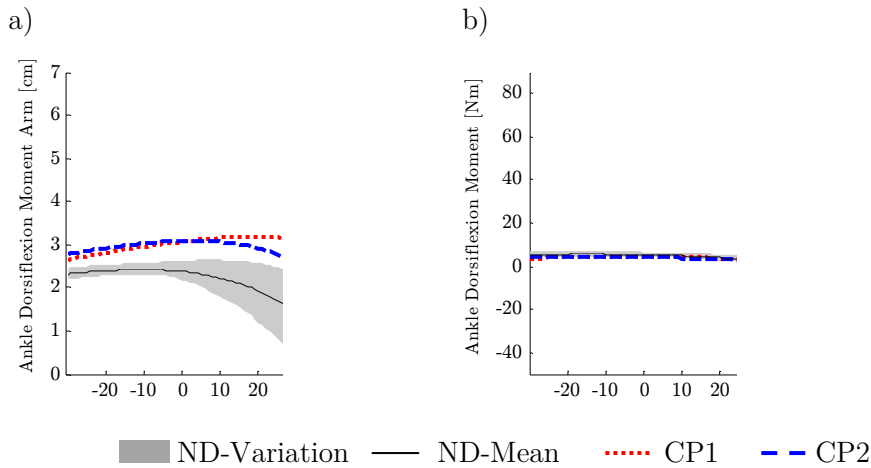 a)
b)
Ankle Dorsiflexion Moment Arm [cm]
7
6
5
4
3
2
1
0
-20 -10 0 10 20
Ankle Dorsiflexion Moment [Nm]
80
60
40
20
0
-20
-40
-20 -10 0 10 20
ND-Variation ND-Mean CP1 CP2